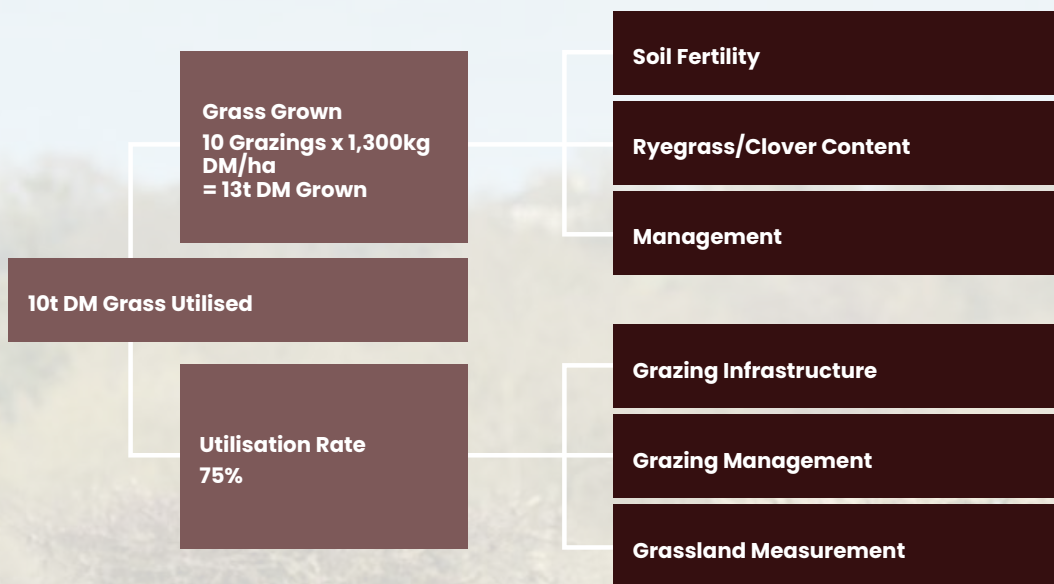 Grass Grown
10 Grazings x 1,300kg
DM/ha
= 13t DM Grown
10t DM Grass Utilised
Utilisation Rate
75%
Soil Fertility
Ryegrass/Clover Content
Management
Grazing Infrastructure
Grazing Management
Grassland Measurement